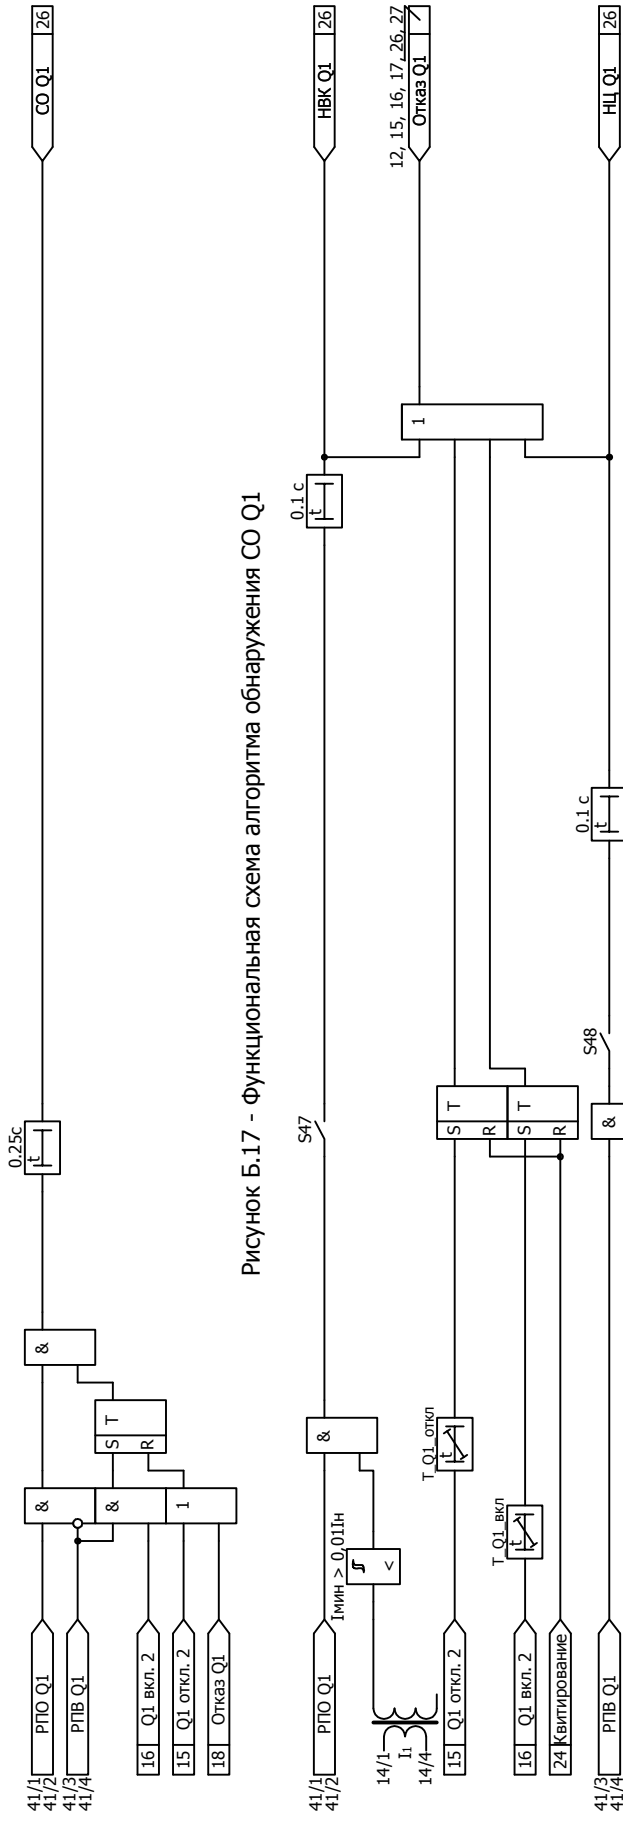 41/1
41/2
РПО Q1
41/3
41/4
РПВ Q1
16 Q1 вкл. 2
15 Q1 откл. 2
18 Отказ Q1
&
&
1
S T
R
&
0.25с
t
СО Q1 26
Рисунок Б.17 - Функциональная схема алгоритма обнаружения СО Q1
41/1
41/2
РПО Q1
14/1
I1
14/4
Iмин > 0,01Iн
<
&
S47
0.1 с
t
НВК Q1 26
15 Q1 откл. 2
T_Q1_откл
t
16 Q1 вкл. 2
T_Q1_вкл
t
24 Квитирование
S T
R
S T
R
1
12, 15, 16, 17, 26, 27
Отказ Q1
41/3
41/4
РПВ Q1
&
S48
0.1 с
t
НЦ Q1 26